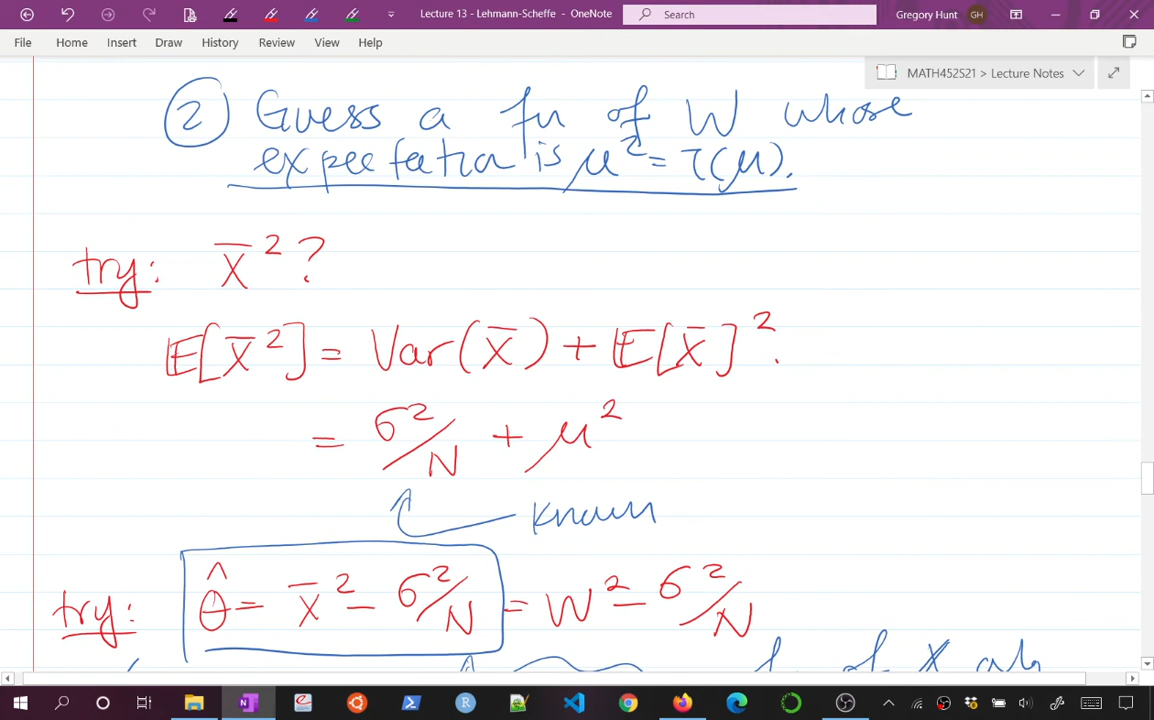 Lecture 13 - Lehmann-Scheffe - OneNote
Search
Gregory Hunt
GH
File Home Insert Draw History Review View Help
MATH452S21 > Lecture Notes
② Guess a fn of W whose
expectation is μ² = τ(μ).
try: X̄² ?
E[X̄²] = Var(X̄) + E[X̄]².
= σ²/N + μ²
known
try: θ̂ = X̄² - σ²/N = W² - σ²/N
of X